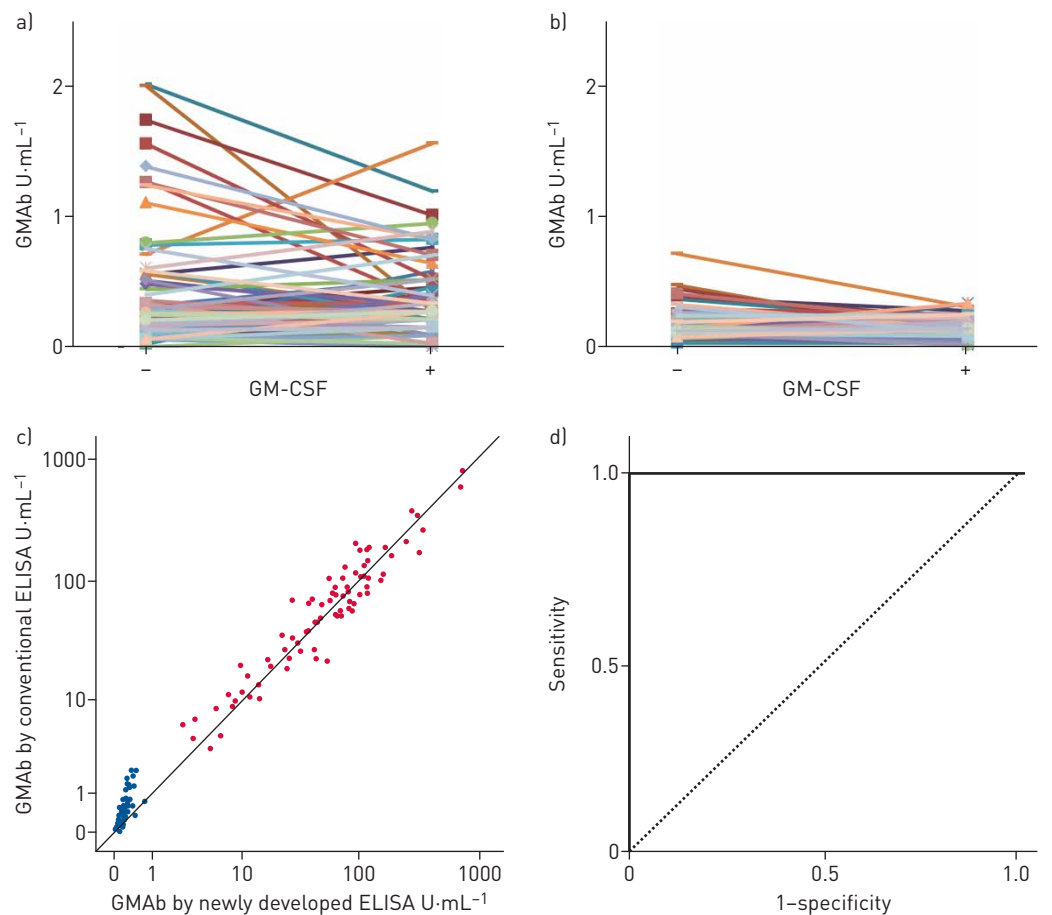 a)
GMAb U·mL⁻¹
2
1
0
–
+
GM-CSF
b)
GMAb U·mL⁻¹
2
1
0
–
+
GM-CSF
c)
GMAb by conventional ELISA U·mL⁻¹
1000
100
10
1
0
0
1
10
100
1000
GMAb by newly developed ELISA U·mL⁻¹
d)
Sensitivity
1.0
0.5
0
0
0.5
1.0
1–specificity